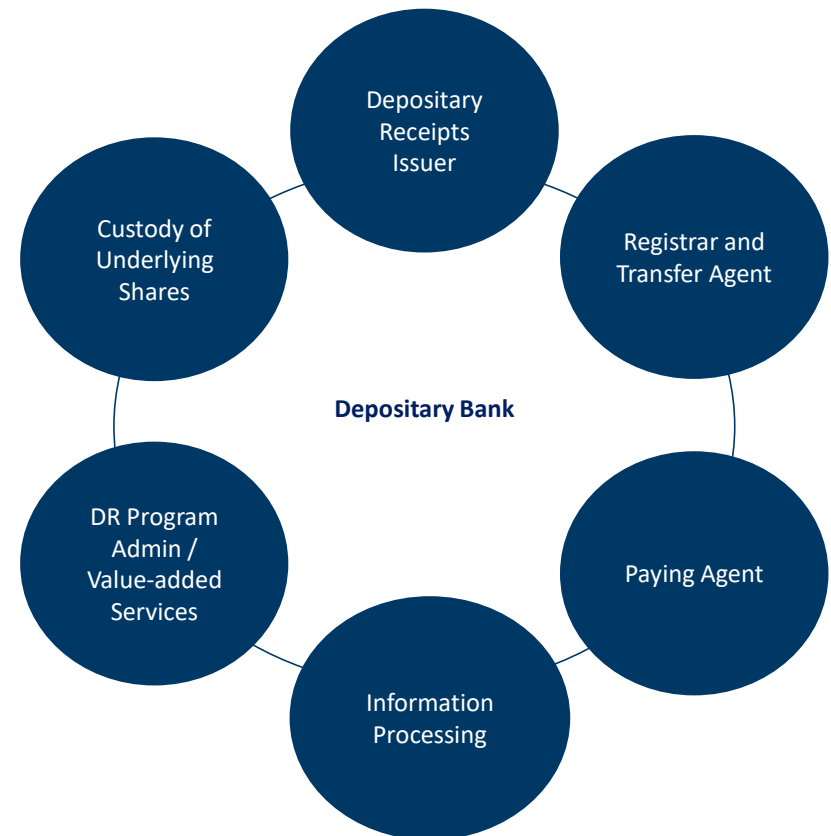 Depositary
Receipts
Issuer
Registrar and
Transfer Agent
Paying Agent
Information
Processing
DR Program
Admin /
Value-added
Services
Custody of
Underlying
Shares
Depositary Bank